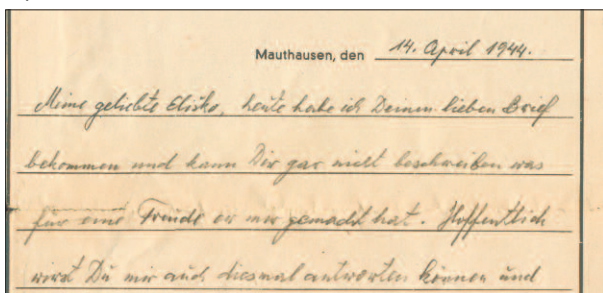 Mauthausen, den 14. April 1944.
Meine geliebte Eliško, heute habe ich Deinen lieben Brief
bekommen und kann Dir gar nicht beschreiben was
für eine Freude er mir gemacht hat. Hoffentlich
wirst Du mir auch diesmal antworten können und